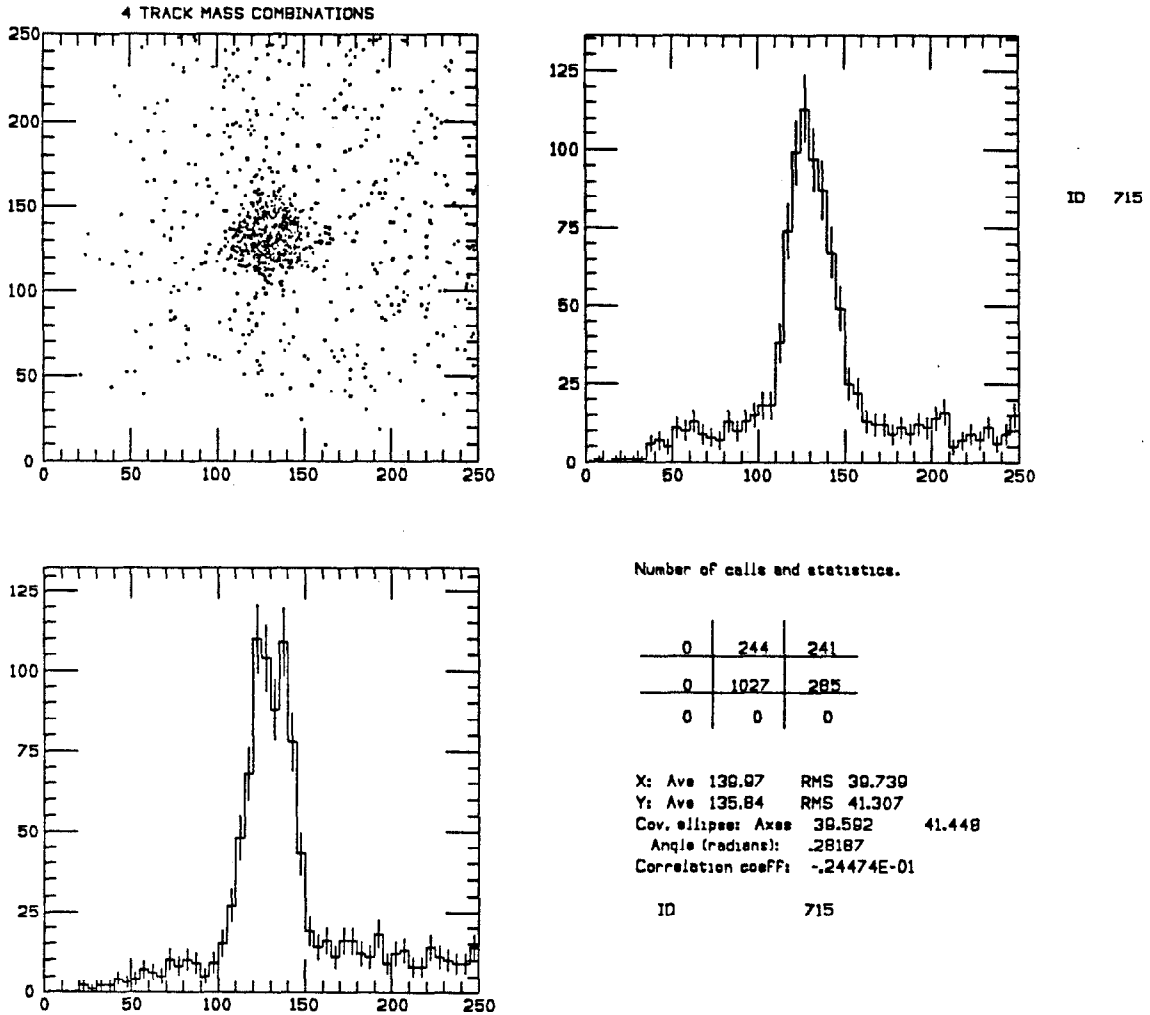 4 TRACK MASS COMBINATIONS
250
200
150
100
50
0
0 50 100 150 200 250
125
100
75
50
25
0
0 50 100 150 200 250
ID 715
125
100
75
50
25
0
0 50 100 150 200 250
Number of calls and statistics.
0 244 241
0 1027 285
0 0 0
X: Ave 139.97 RMS 39.739
Y: Ave 135.84 RMS 41.307
Cov. ellipse: Axes 39.592 41.448
Angle (radians): .28187
Correlation coeff: -.24474E-01
ID 715